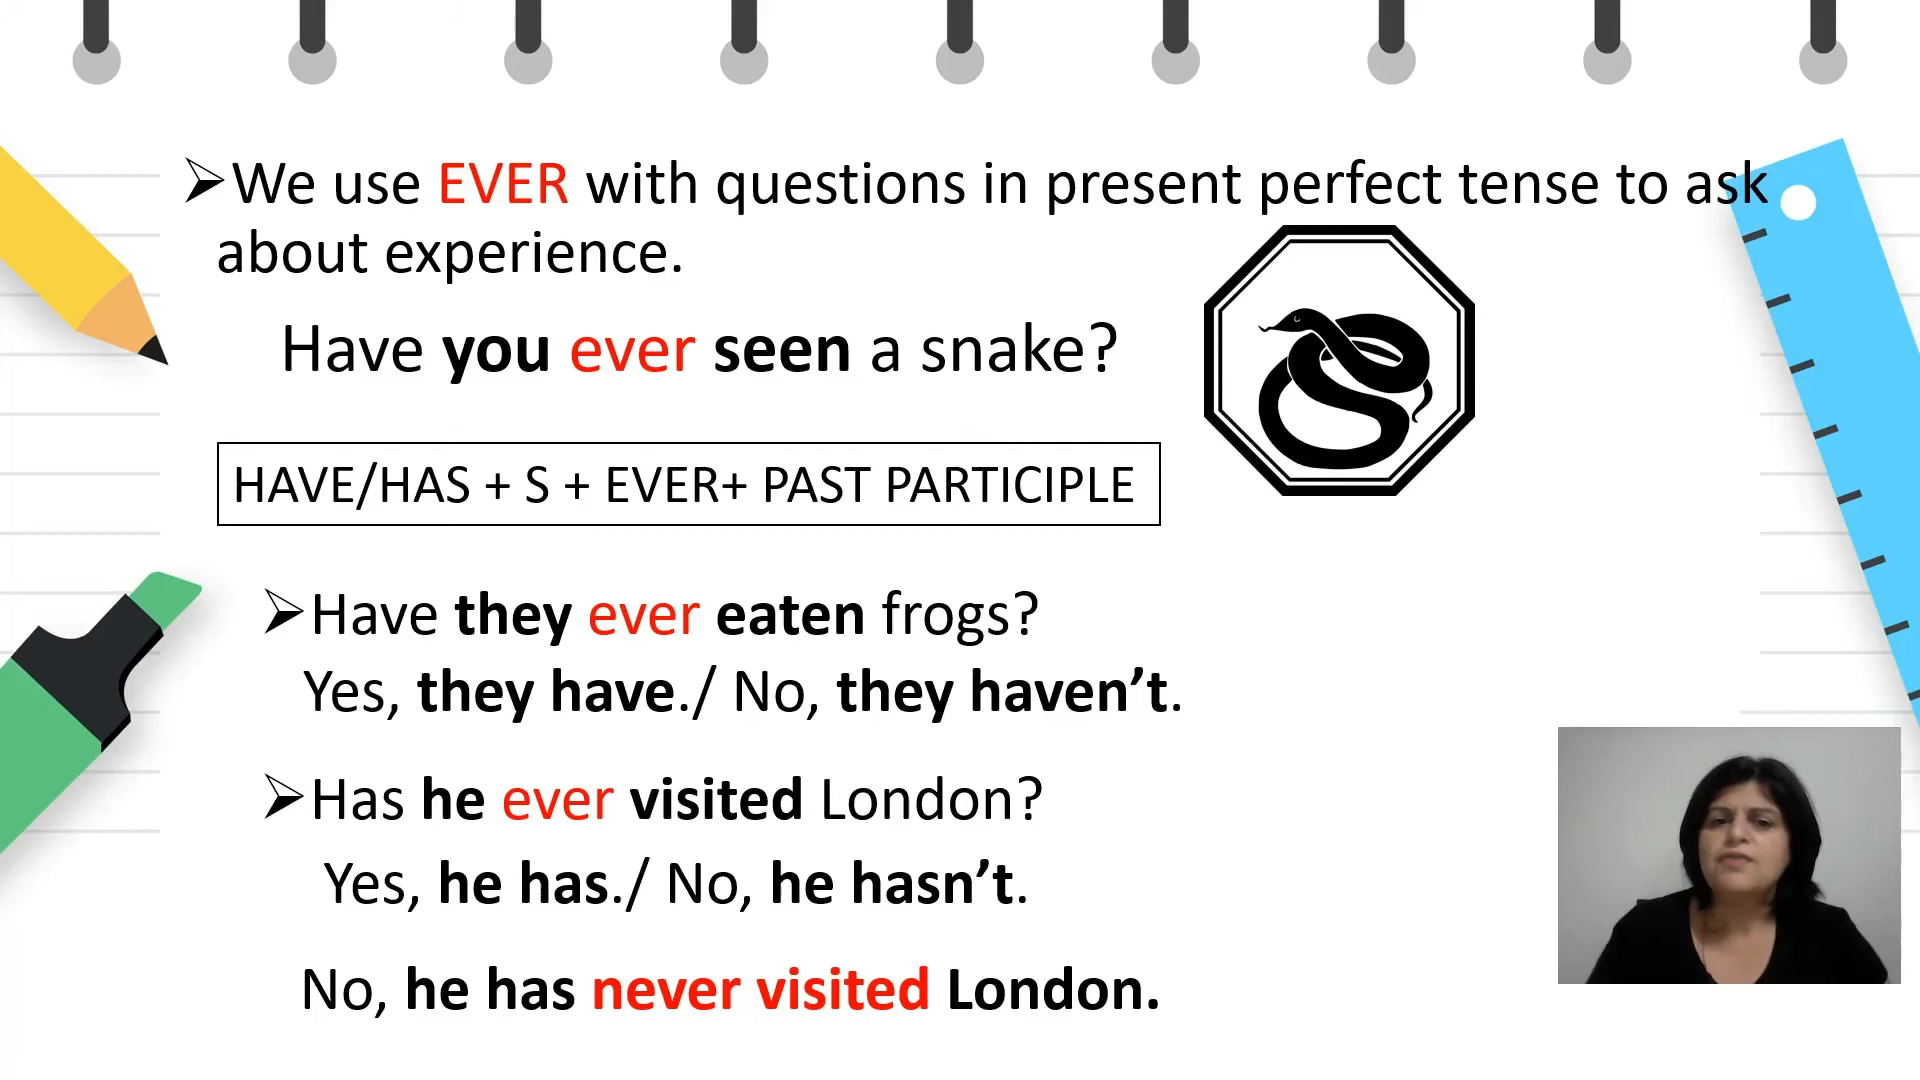 ➢We use EVER with questions in present perfect tense to ask
about experience.
Have you ever seen a snake?
HAVE/HAS + S + EVER+ PAST PARTICIPLE
➢Have they ever eaten frogs?
Yes, they have./ No, they haven’t.
➢Has he ever visited London?
Yes, he has./ No, he hasn’t.
No, he has never visited London.